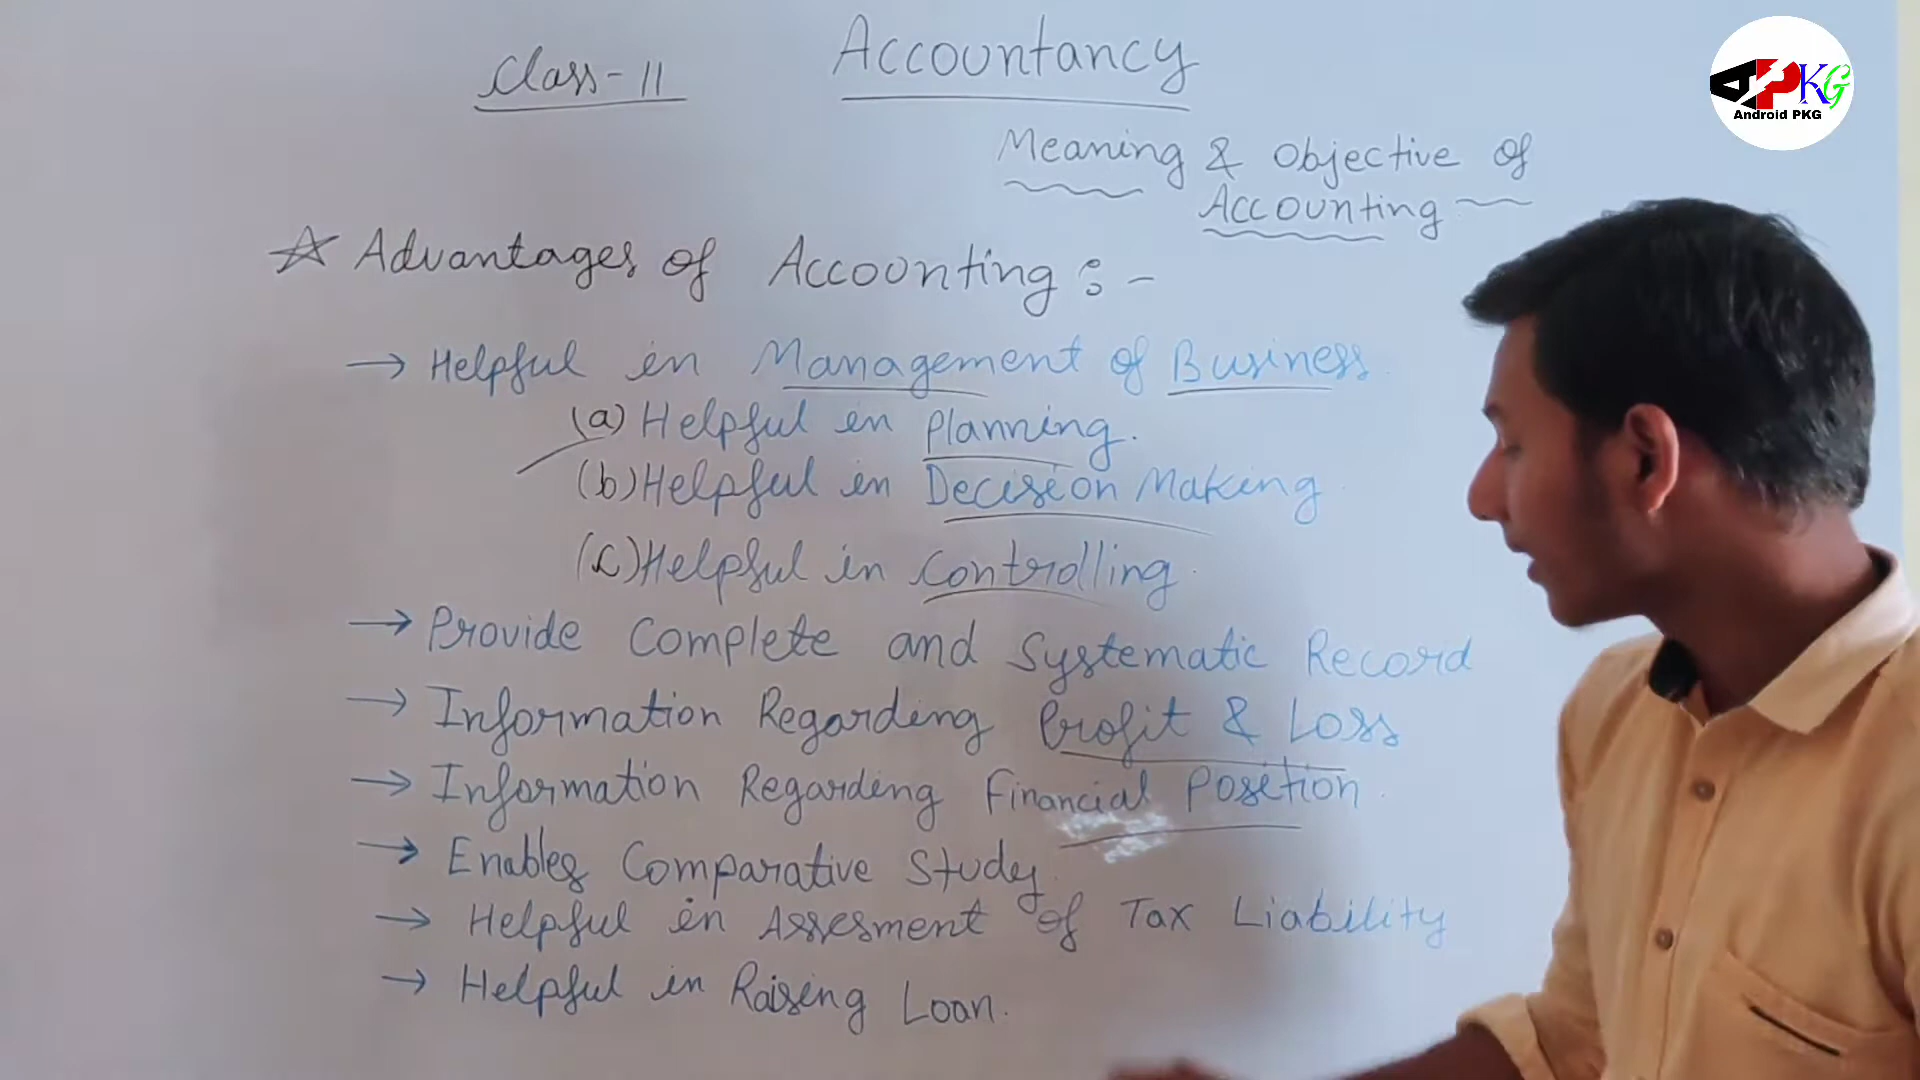 Class-11 Accountancy
Meaning & Objective of
Accounting
☆ Advantages of Accounting :-
→ Helpful in Management of Business
(a) Helpful in Planning.
(b) Helpful in Decision Making.
(c) Helpful in Controlling.
→ Provide Complete and Systematic Record
→ Information Regarding Profit & Loss
→ Information Regarding Financial Position.
→ Enables Comparative Study.
→ Helpful in Assesment of Tax Liability
→ Helpful in Raising Loan.
APKG
Android PKG